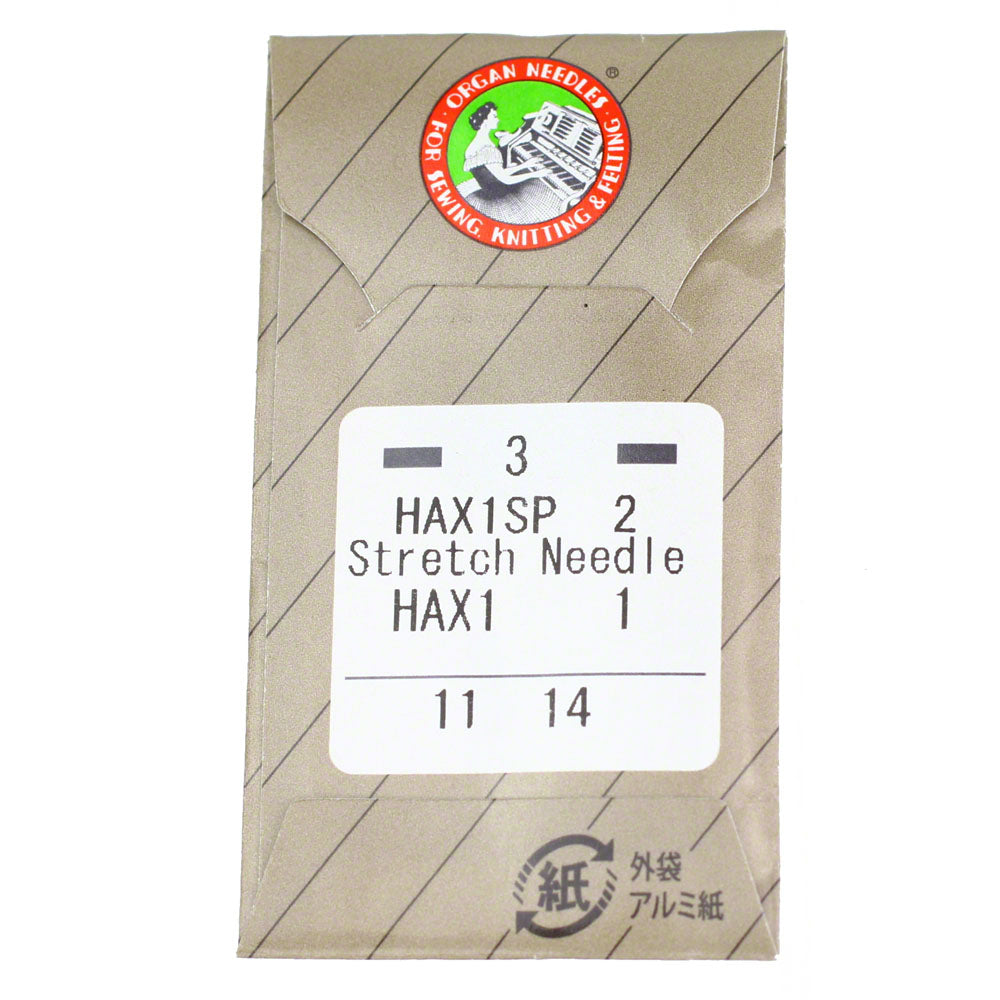 ORGAN NEEDLES · FOR SEWING, KNITTING & FELTING ·
®
3
HAX1SP 2
Stretch Needle
HAX1 1
11 14
紙
外袋
アルミ紙